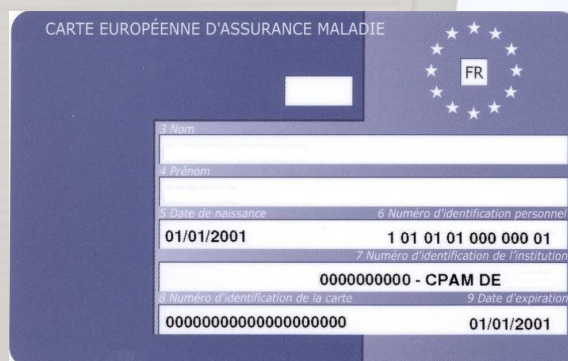 CARTE EUROPÉENNE D'ASSURANCE MALADIE
FR
3 Nom
4 Prénom
5 Date de naissance 6 Numéro d'identification personnel
01/01/2001 1 01 01 01 000 000 01
7 Numéro d'identification de l'institution
0000000000 - CPAM DE
8 Numéro d'identification de la carte 9 Date d'expiration
00000000000000000000 01/01/2001